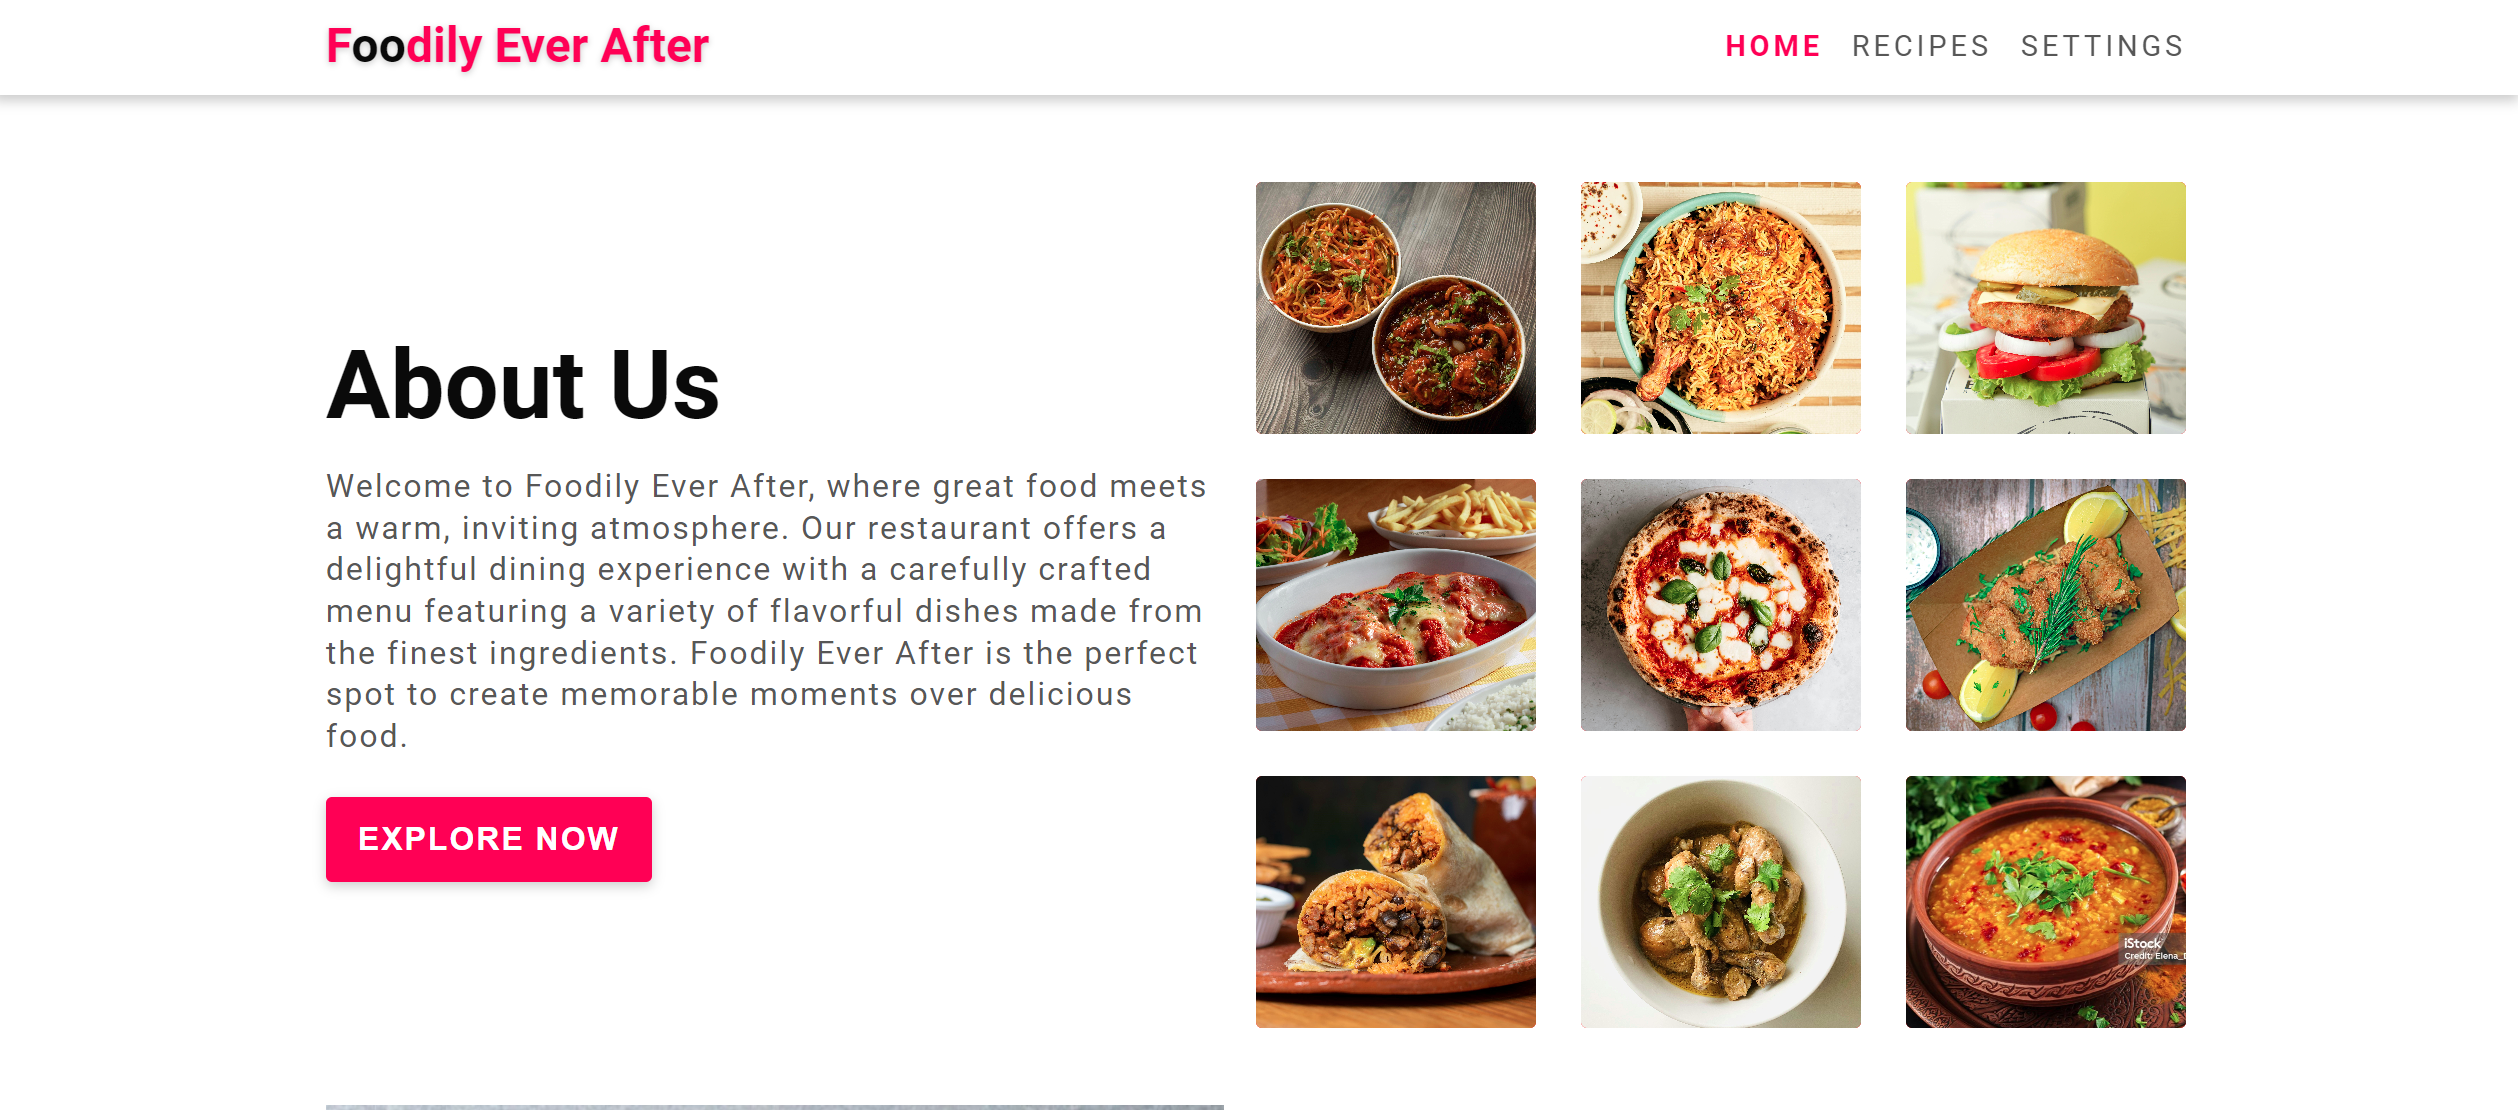 Foodily Ever After
HOME RECIPES SETTINGS
About Us
Welcome to Foodily Ever After, where great food meets
a warm, inviting atmosphere. Our restaurant offers a
delightful dining experience with a carefully crafted
menu featuring a variety of flavorful dishes made from
the finest ingredients. Foodily Ever After is the perfect
spot to create memorable moments over delicious
food.
EXPLORE NOW
iStock
Credit: Elena_